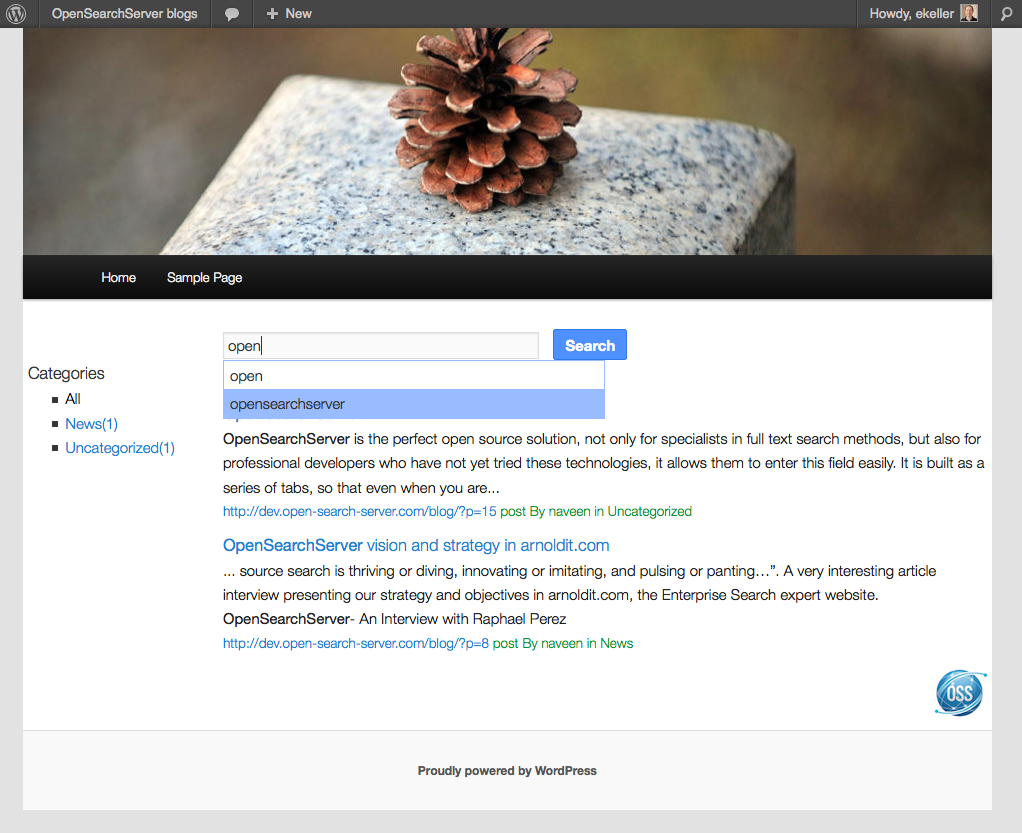 OpenSearchServer blogs
New
Howdy, ekeller
Home
Sample Page
open
Search
Categories
open
All
opensearchserver
News(1)
Uncategorized(1)
OpenSearchServer is the perfect open source solution, not only for specialists in full text search methods, but also for
professional developers who have not yet tried these technologies, it allows them to enter this field easily. It is built as a
series of tabs, so that even when you are...
http://dev.open-search-server.com/blog/?p=15 post By naveen in Uncategorized
OpenSearchServer vision and strategy in arnoldit.com
... source search is thriving or diving, innovating or imitating, and pulsing or panting…”. A very interesting article
interview presenting our strategy and objectives in arnoldit.com, the Enterprise Search expert website.
OpenSearchServer- An Interview with Raphael Perez
http://dev.open-search-server.com/blog/?p=8 post By naveen in News
OSS
Proudly powered by WordPress